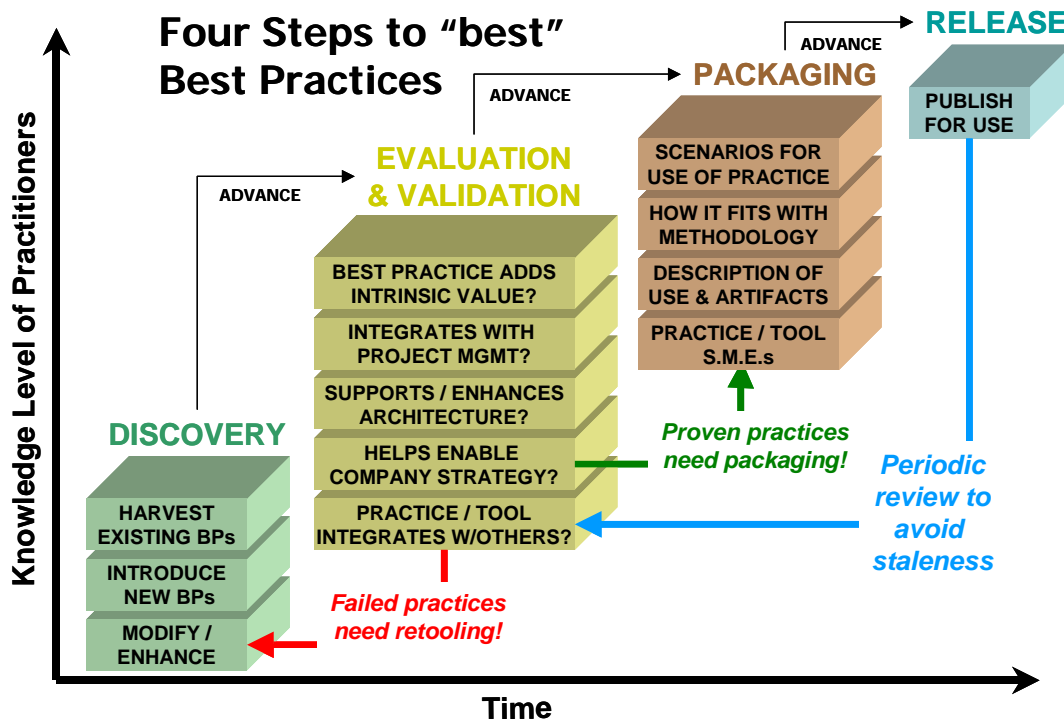 Four Steps to “best”
Best Practices
Knowledge Level of Practitioners
Time
DISCOVERY
HARVEST
EXISTING BPs
INTRODUCE
NEW BPs
MODIFY /
ENHANCE
ADVANCE
EVALUATION
& VALIDATION
BEST PRACTICE ADDS
INTRINSIC VALUE?
INTEGRATES WITH
PROJECT MGMT?
SUPPORTS / ENHANCES
ARCHITECTURE?
HELPS ENABLE
COMPANY STRATEGY?
PRACTICE / TOOL
INTEGRATES W/OTHERS?
Failed practices
need retooling!
ADVANCE
PACKAGING
SCENARIOS FOR
USE OF PRACTICE
HOW IT FITS WITH
METHODOLOGY
DESCRIPTION OF
USE & ARTIFACTS
PRACTICE / TOOL
S.M.E.s
Proven practices
need packaging!
ADVANCE
RELEASE
PUBLISH
FOR USE
Periodic
review to
avoid
staleness